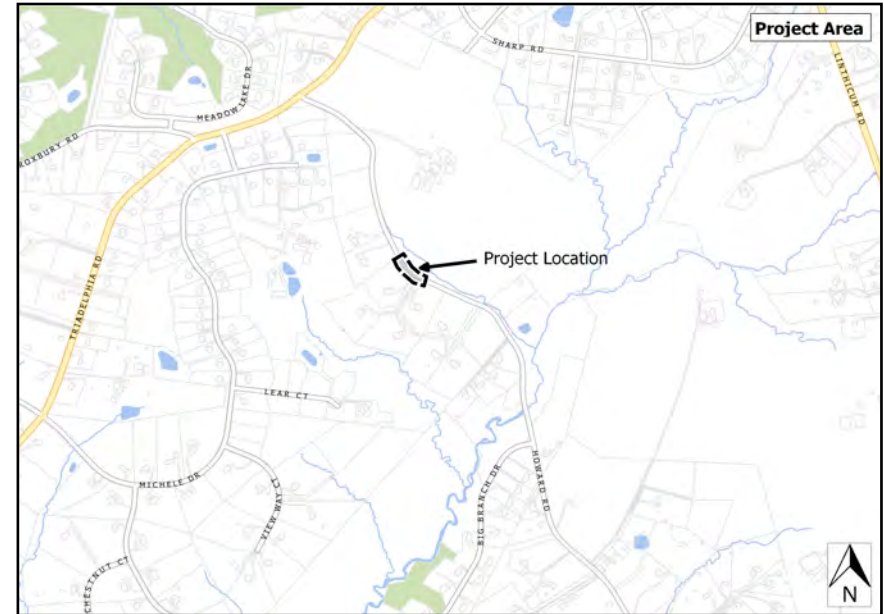 Project Area
SHARP RD
LINTHICUM RD
MEADOW LAKE DR
ROXBURY RD
Project Location
TRIADELPHIA RD
LEAR CT
MICHELE DR
VIEW WAY CT
BIG BRANCH DR
HOWARD RD
CHESTNUT CT
N